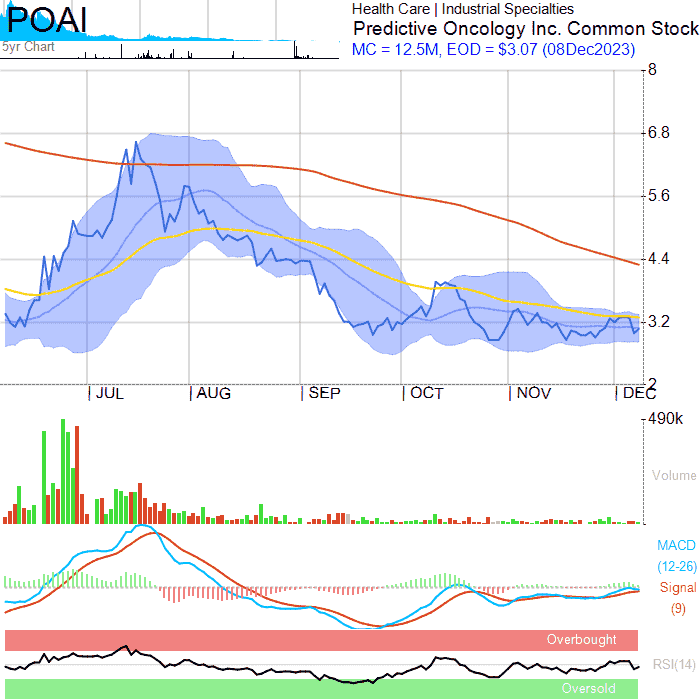 POAI
5yr Chart
Health Care | Industrial Specialties
Predictive Oncology Inc. Common Stock
MC = 12.5M, EOD = $3.07 (08Dec2023)
8
6.8
5.6
4.4
3.2
2
JUL AUG SEP OCT NOV DEC
490k
Volume
MACD
(12-26)
Signal
(9)
Overbought
RSI(14)
Oversold